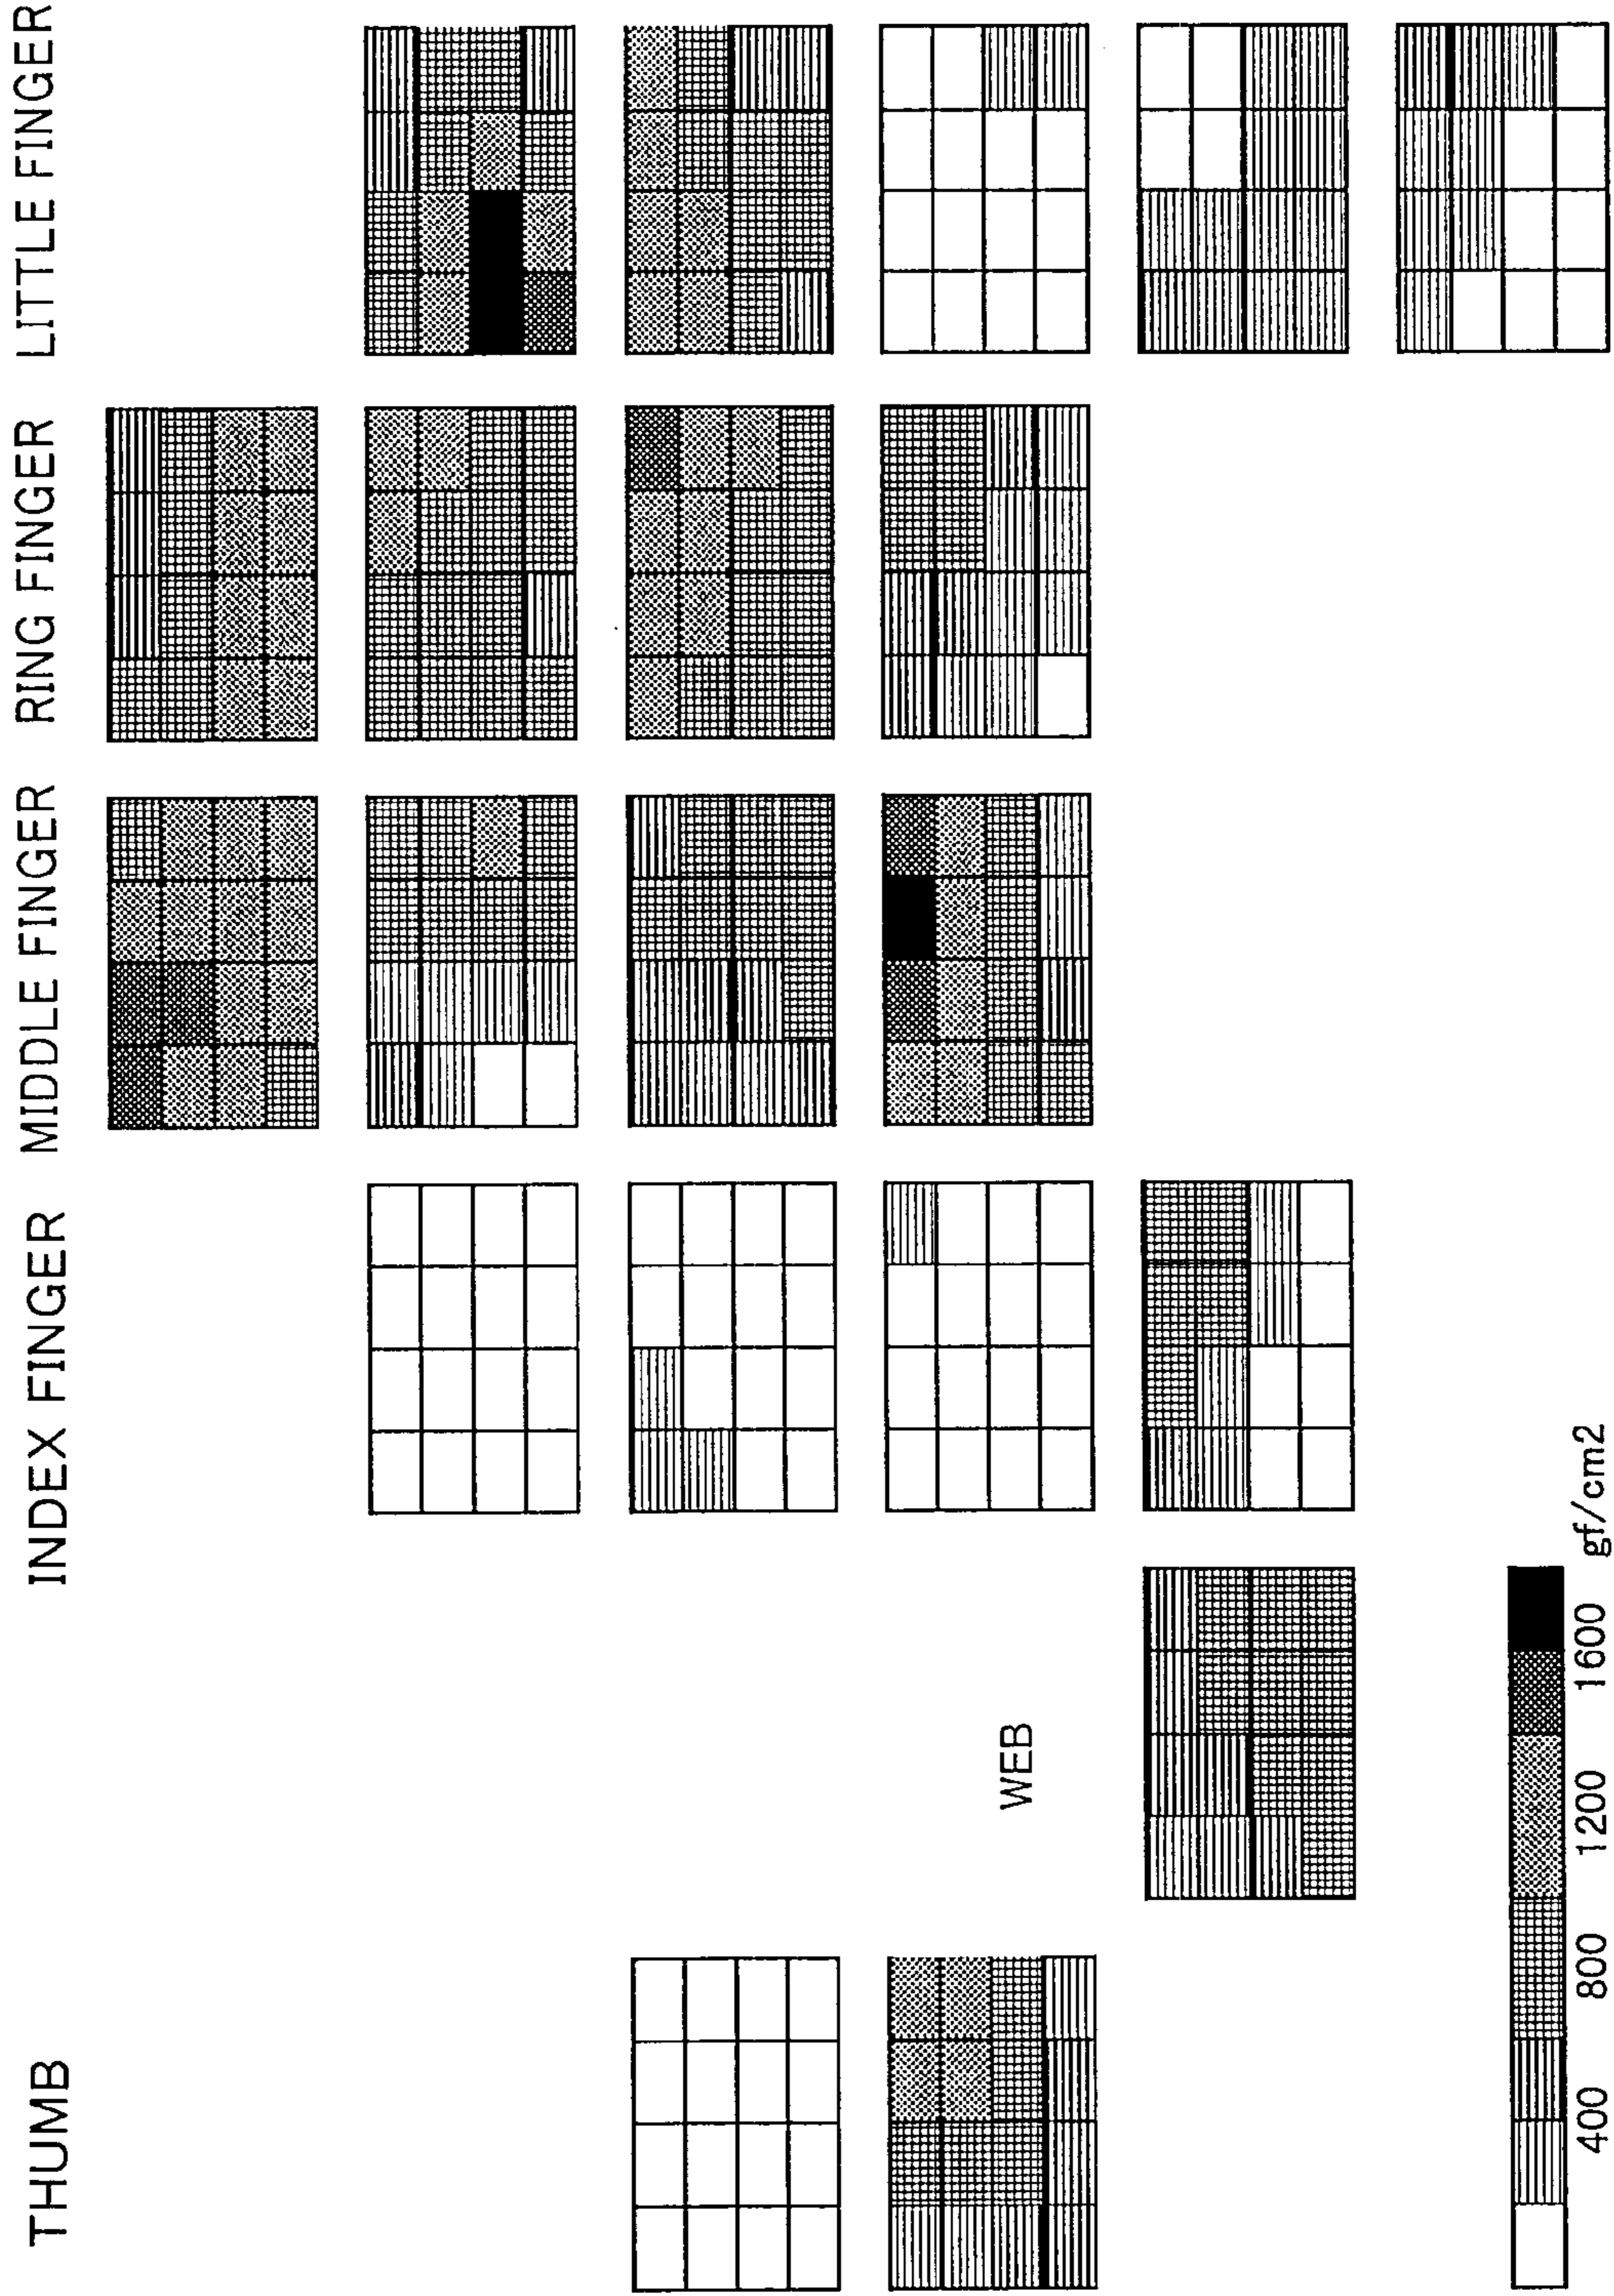 THUMB
INDEX FINGER
MIDDLE FINGER
RING FINGER
LITTLE FINGER
WEB
400
800
1200
1600
gf/cm2